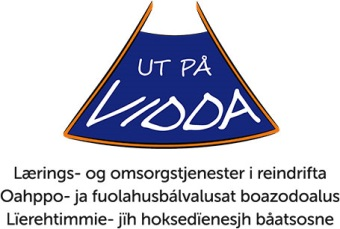 UT PÅ
VIDDA
Lærings- og omsorgstjenester i reindrifta
Oahppo- ja fuolahusbálvalusat boazodoalus
Lïerehtimmie- jïh hoksedïenesjh båatsosne